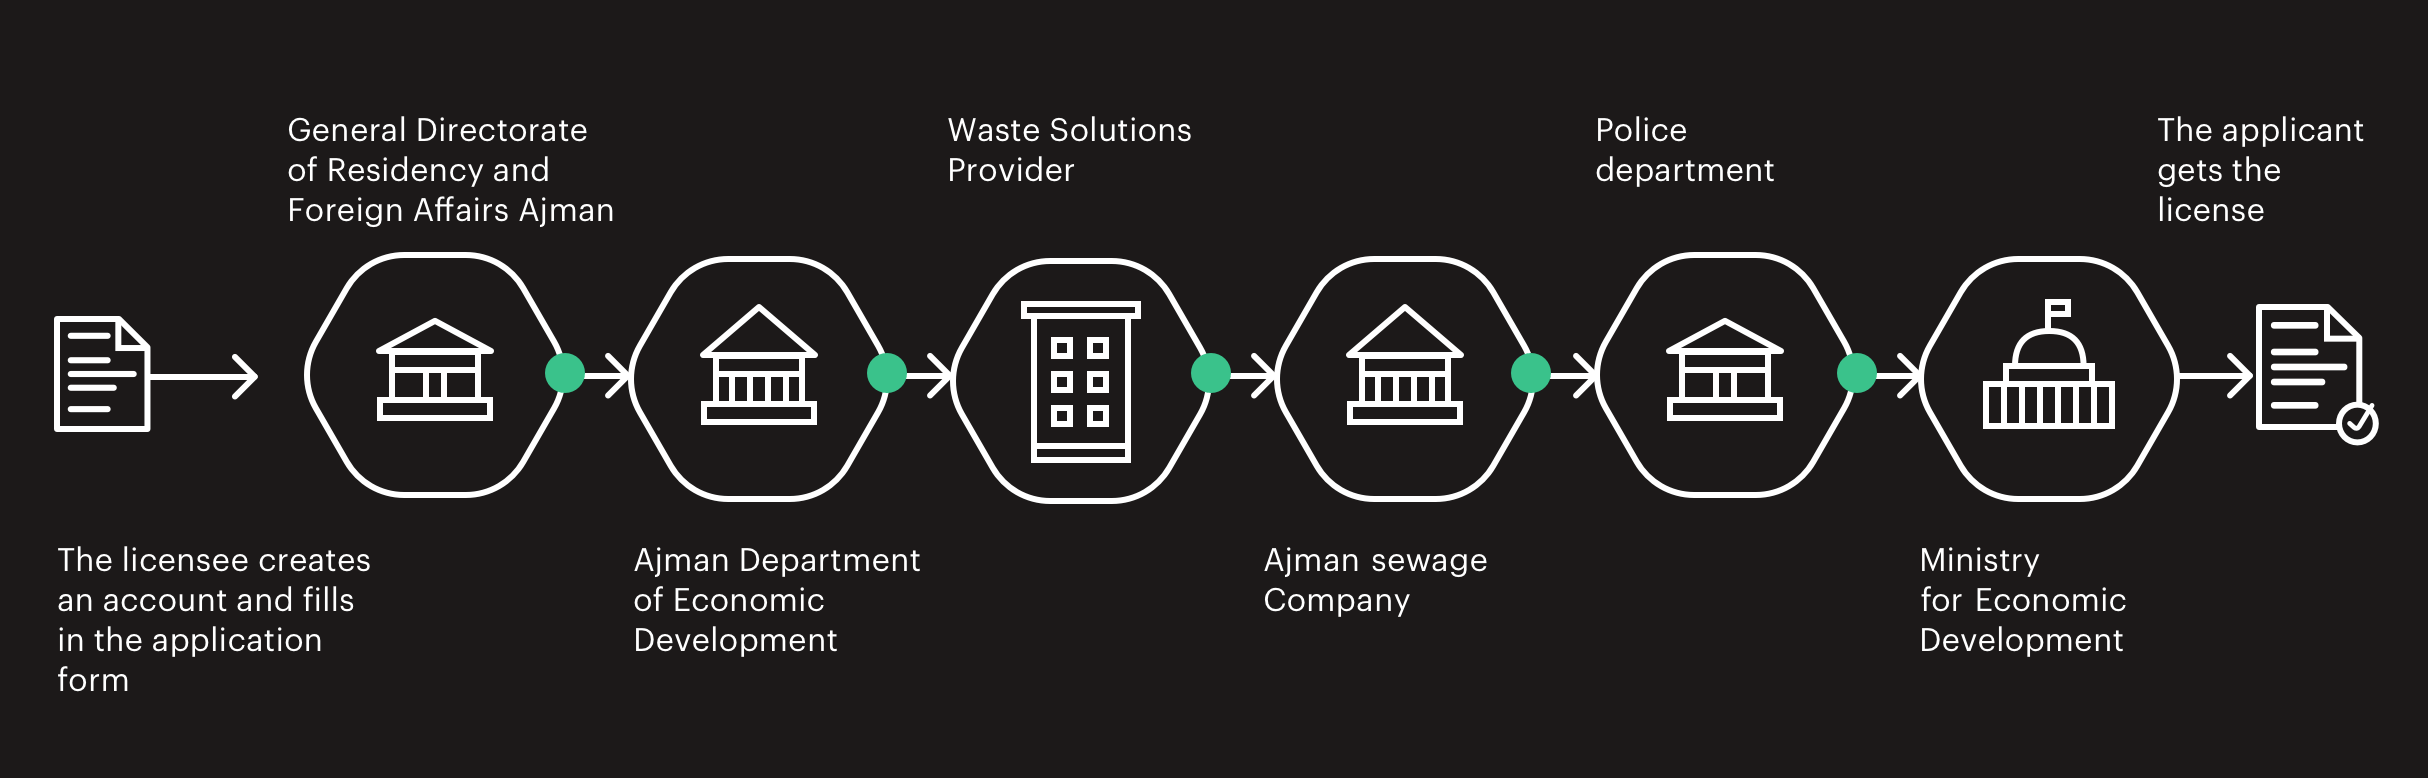 General Directorate
of Residency and
Foreign Affairs Ajman
Waste Solutions
Provider
Police
department
The applicant
gets the
license
The licensee creates
an account and fills
in the application
form
Ajman Department
of Economic
Development
Ajman sewage
Company
Ministry
for Economic
Development